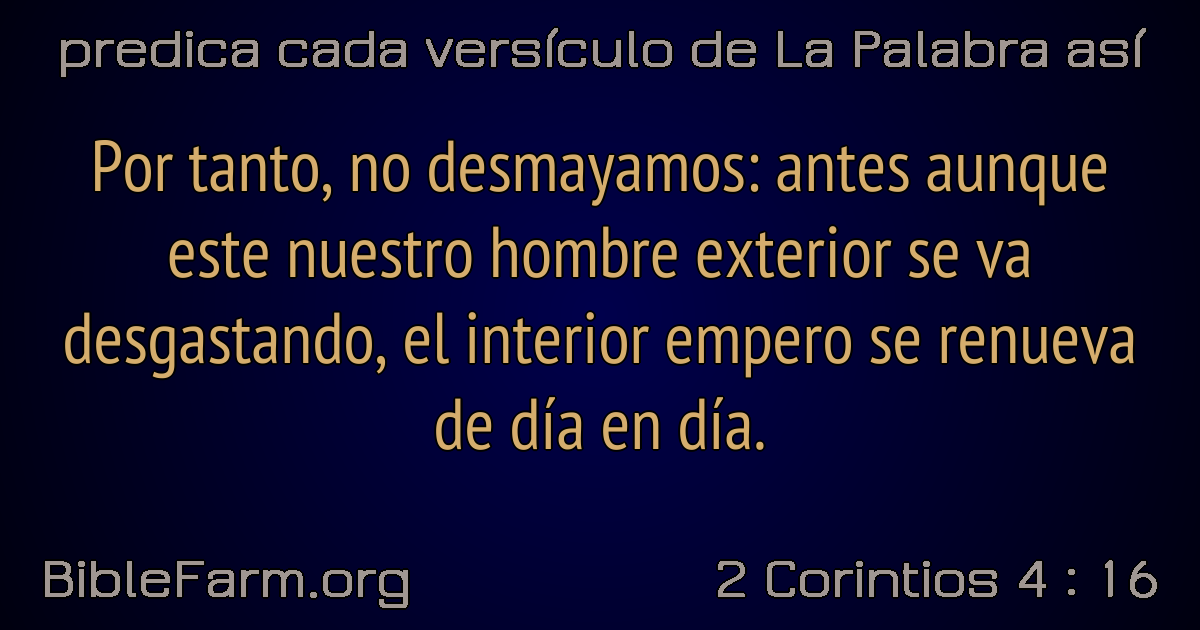 predica cada versículo de La Palabra así
Por tanto, no desmayamos: antes aunque
este nuestro hombre exterior se va
desgastando, el interior empero se renueva
de día en día.
BibleFarm.org
2 Corintios 4 : 16